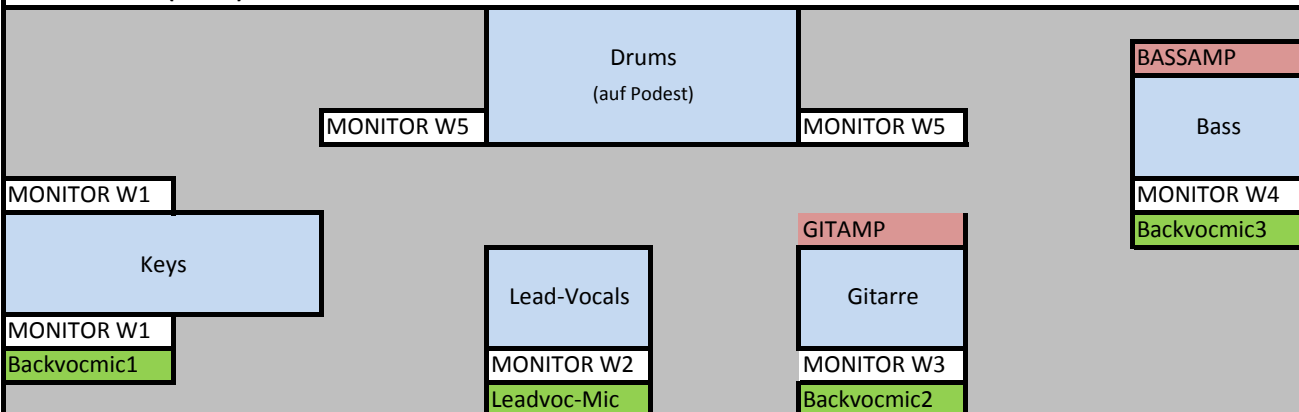 Drums
(auf Podest)
BASSAMP
MONITOR W5
MONITOR W5
Bass
MONITOR W1
MONITOR W4
GITAMP
Backvocmic3
Keys
Lead-Vocals
Gitarre
MONITOR W1
MONITOR W2
MONITOR W3
Backvocmic1
Leadvoc-Mic
Backvocmic2